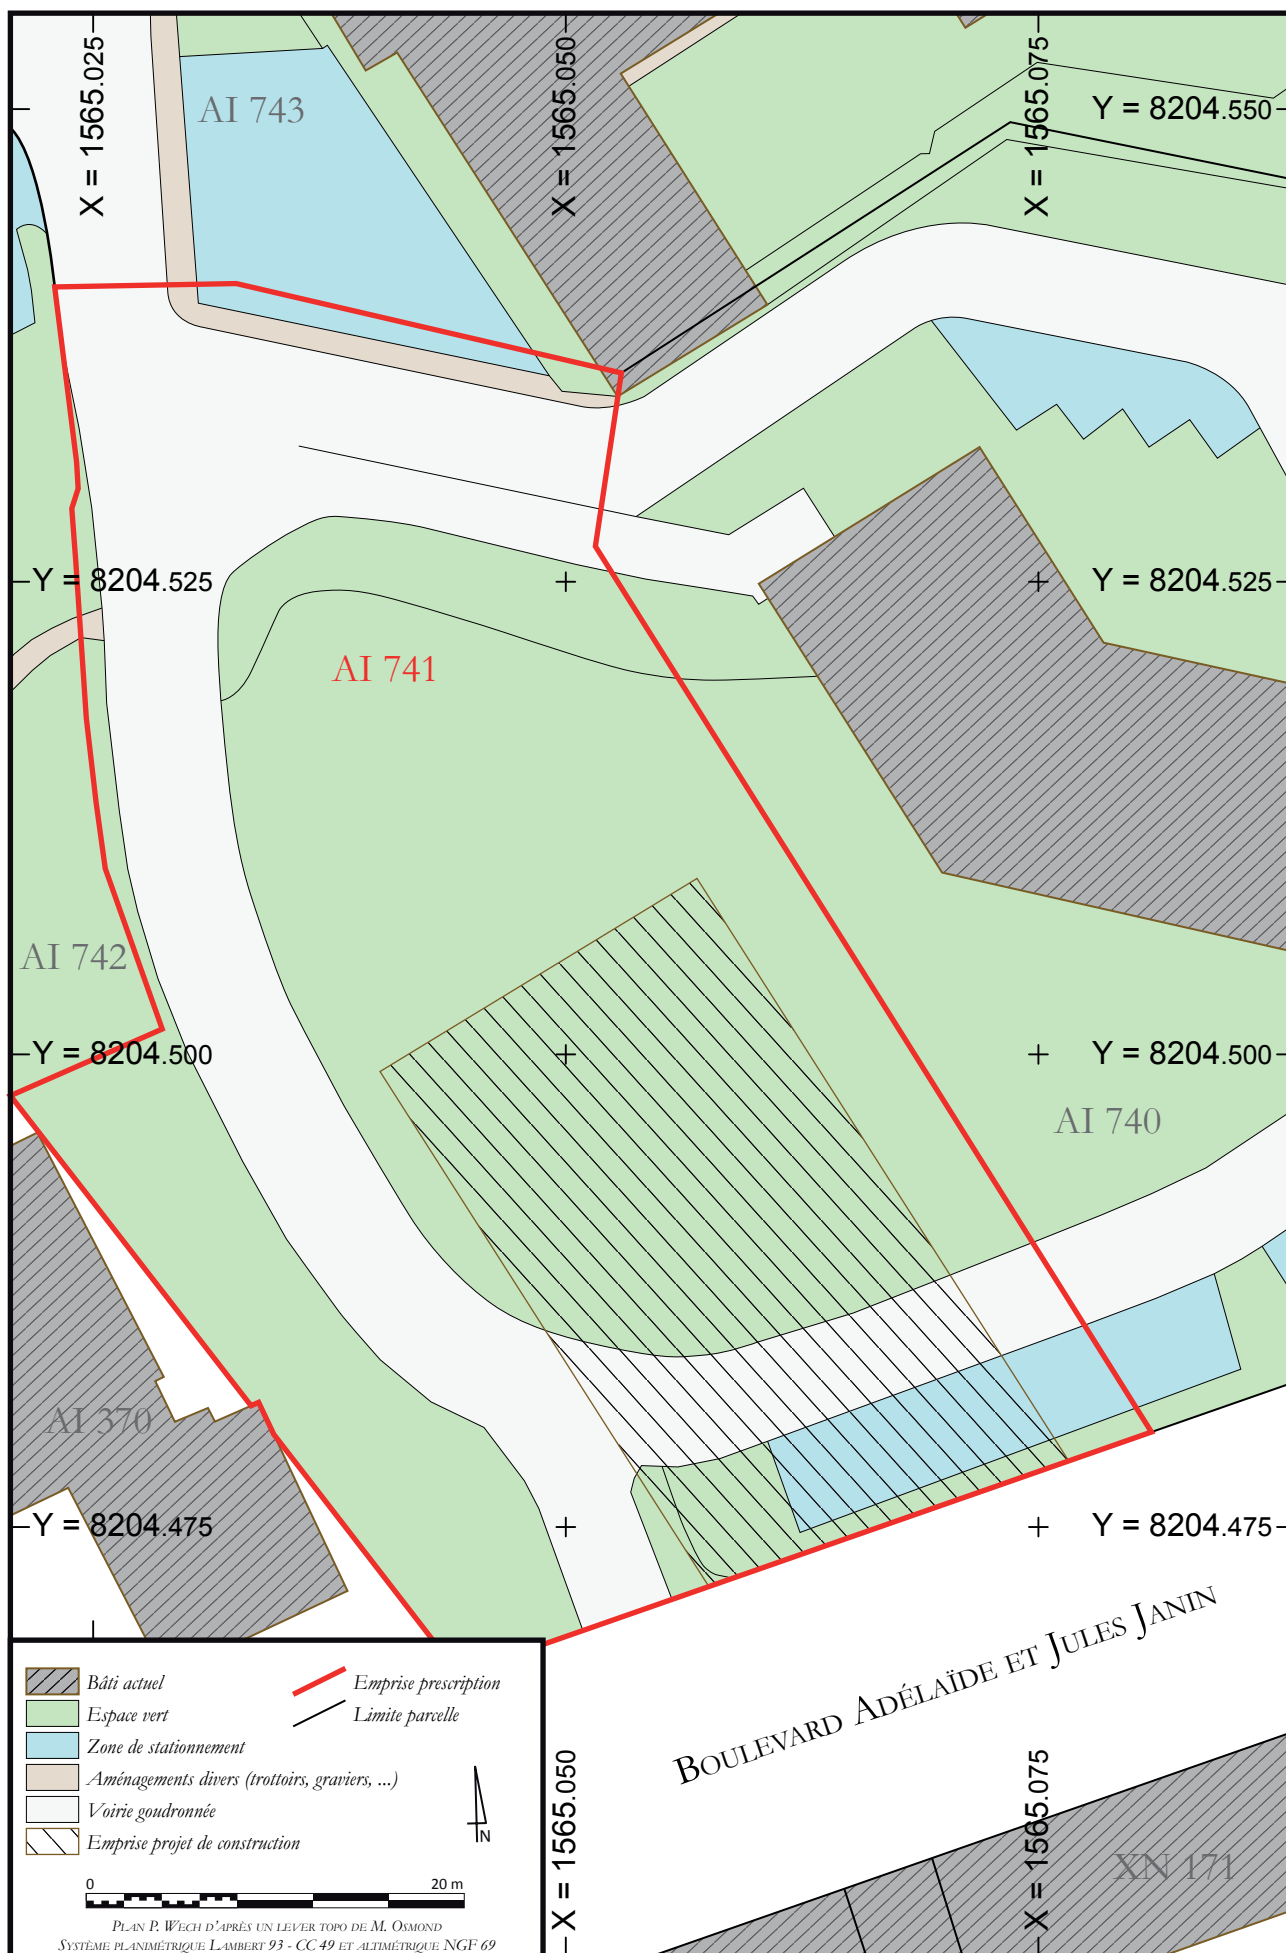 X = 1565.025
X = 1565.050
X = 1565.075
AI 743
Y = 8204.550
Y = 8204.525
Y = 8204.525
AI 741
AI 742
Y = 8204.500
Y = 8204.500
AI 740
AI 370
Y = 8204.475
Y = 8204.475
Boulevard Adélaïde et Jules Janin
X = 1565.050
X = 1565.075
XN 171
Bâti actuel
Espace vert
Zone de stationnement
Aménagements divers (trottoirs, graviers, ...)
Voirie goudronnée
Emprise projet de construction
Emprise prescription
Limite parcelle
N
0 20 m
Plan P. Wech d'après un lever topo de M. Osmond
Système planimétrique Lambert 93 - CC 49 et altimétrique NGF 69